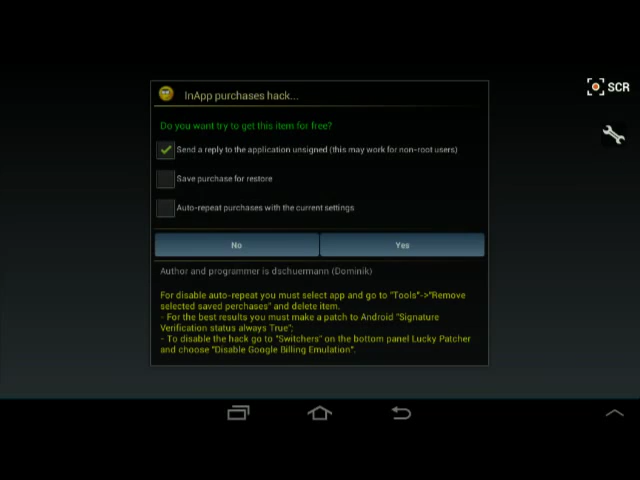 InApp purchases hack...
SCR
Do you want try to get this item for free?
Send a reply to the application unsigned (this may work for non-root users)
Save purchase for restore
Auto-repeat purchases with the current settings
No
Yes
Author and programmer is dschuermann (Dominik)
For disable auto-repeat you must select app and go to "Tools"->"Remove
selected saved perchases" and delete item.
- For the best results you must make a patch to Android "Signature
Verification status always True";
- To disable the hack go to "Switchers" on the bottom panel Lucky Patcher
and choose "Disable Google Billing Emulation".